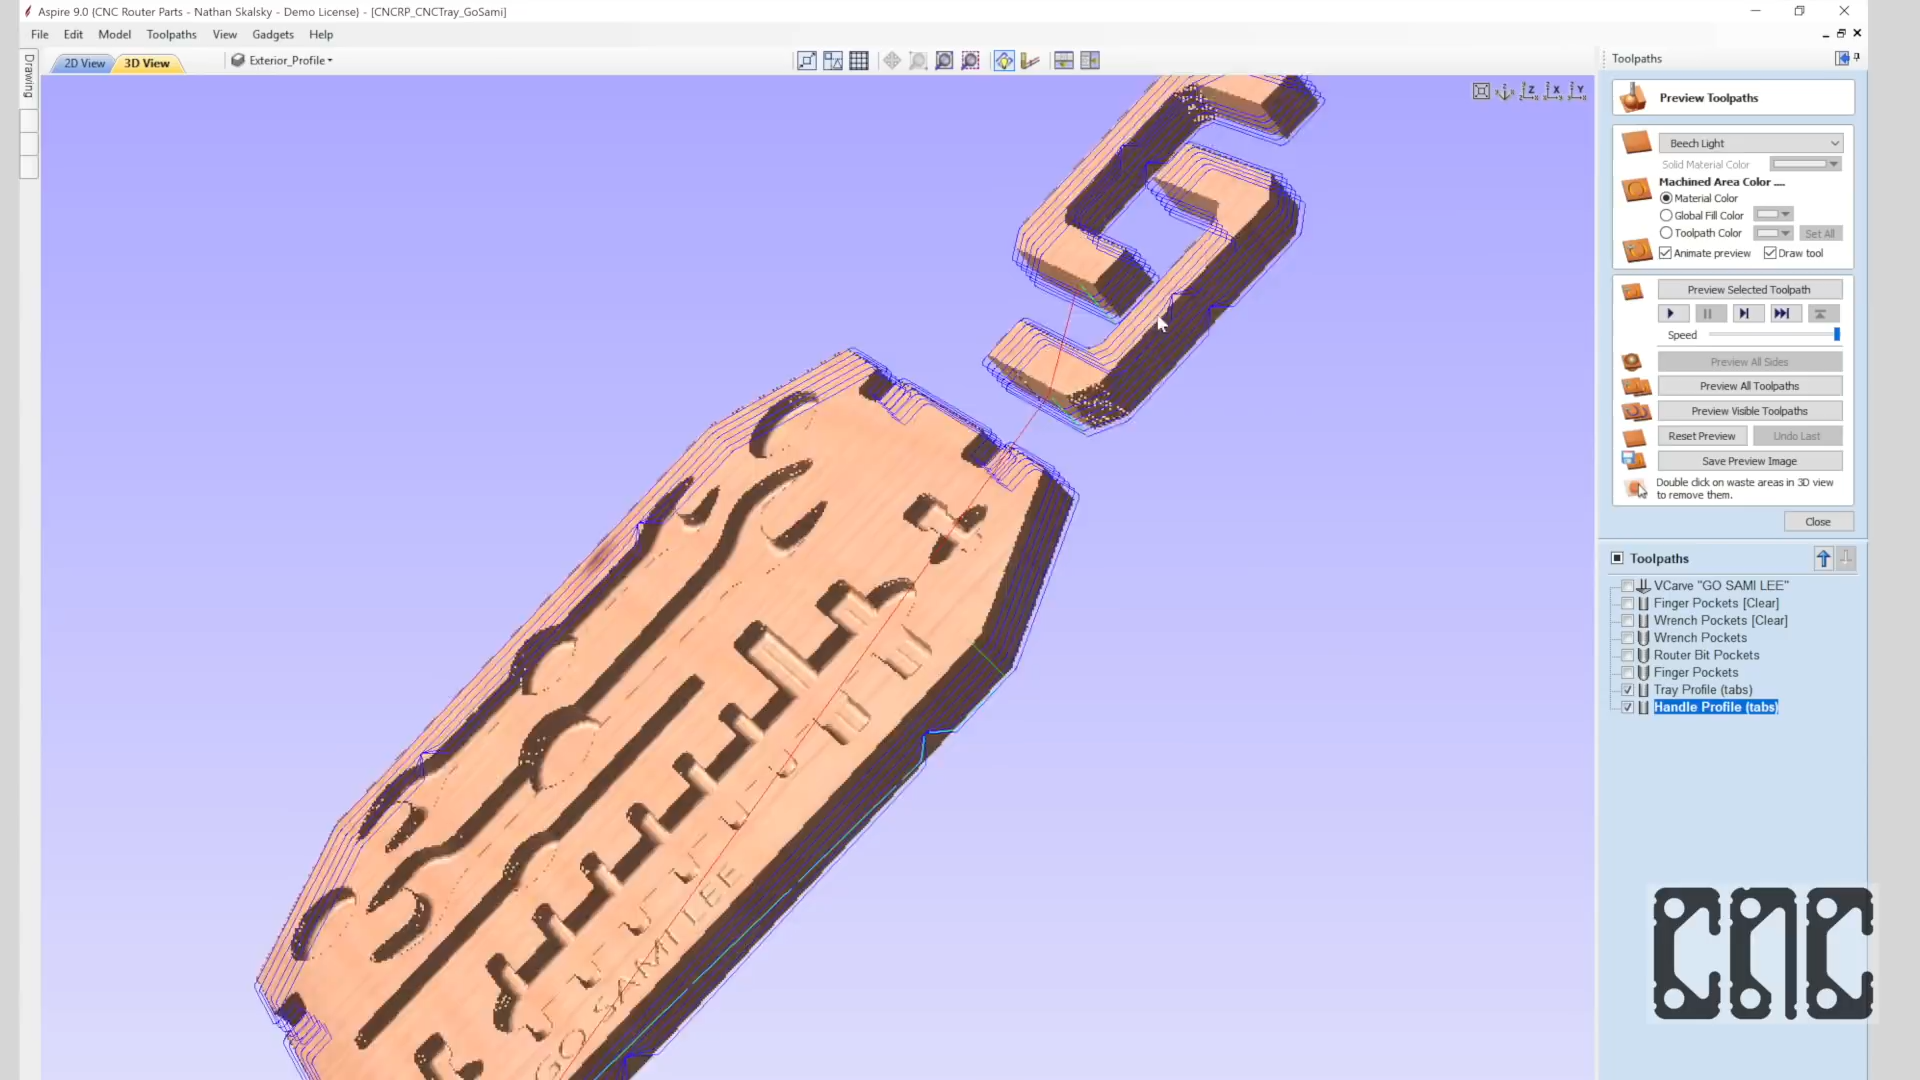 Aspire 9.0 (CNC Router Parts - Nathan Skalsky - Demo License) - [CNCRP_CNCTray_GoSami]
File Edit Model Toolpaths View Gadgets Help
Drawing
2D View 3D View Exterior_Profile
Z X Y
GO SAMI LEE
Toolpaths
Preview Toolpaths
Beech Light
Solid Material Color
Machined Area Color ....
Material Color
Global Fill Color
Toolpath Color Set All
Animate preview Draw tool
Preview Selected Toolpath
Speed
Preview All Sides
Preview All Toolpaths
Preview Visible Toolpaths
Reset Preview Undo Last
Save Preview Image
Double click on waste areas in 3D view
to remove them.
Close
Toolpaths
VCarve "GO SAMI LEE"
Finger Pockets [Clear]
Wrench Pockets [Clear]
Wrench Pockets
Router Bit Pockets
Finger Pockets
Tray Profile (tabs)
Handle Profile (tabs)
CNC